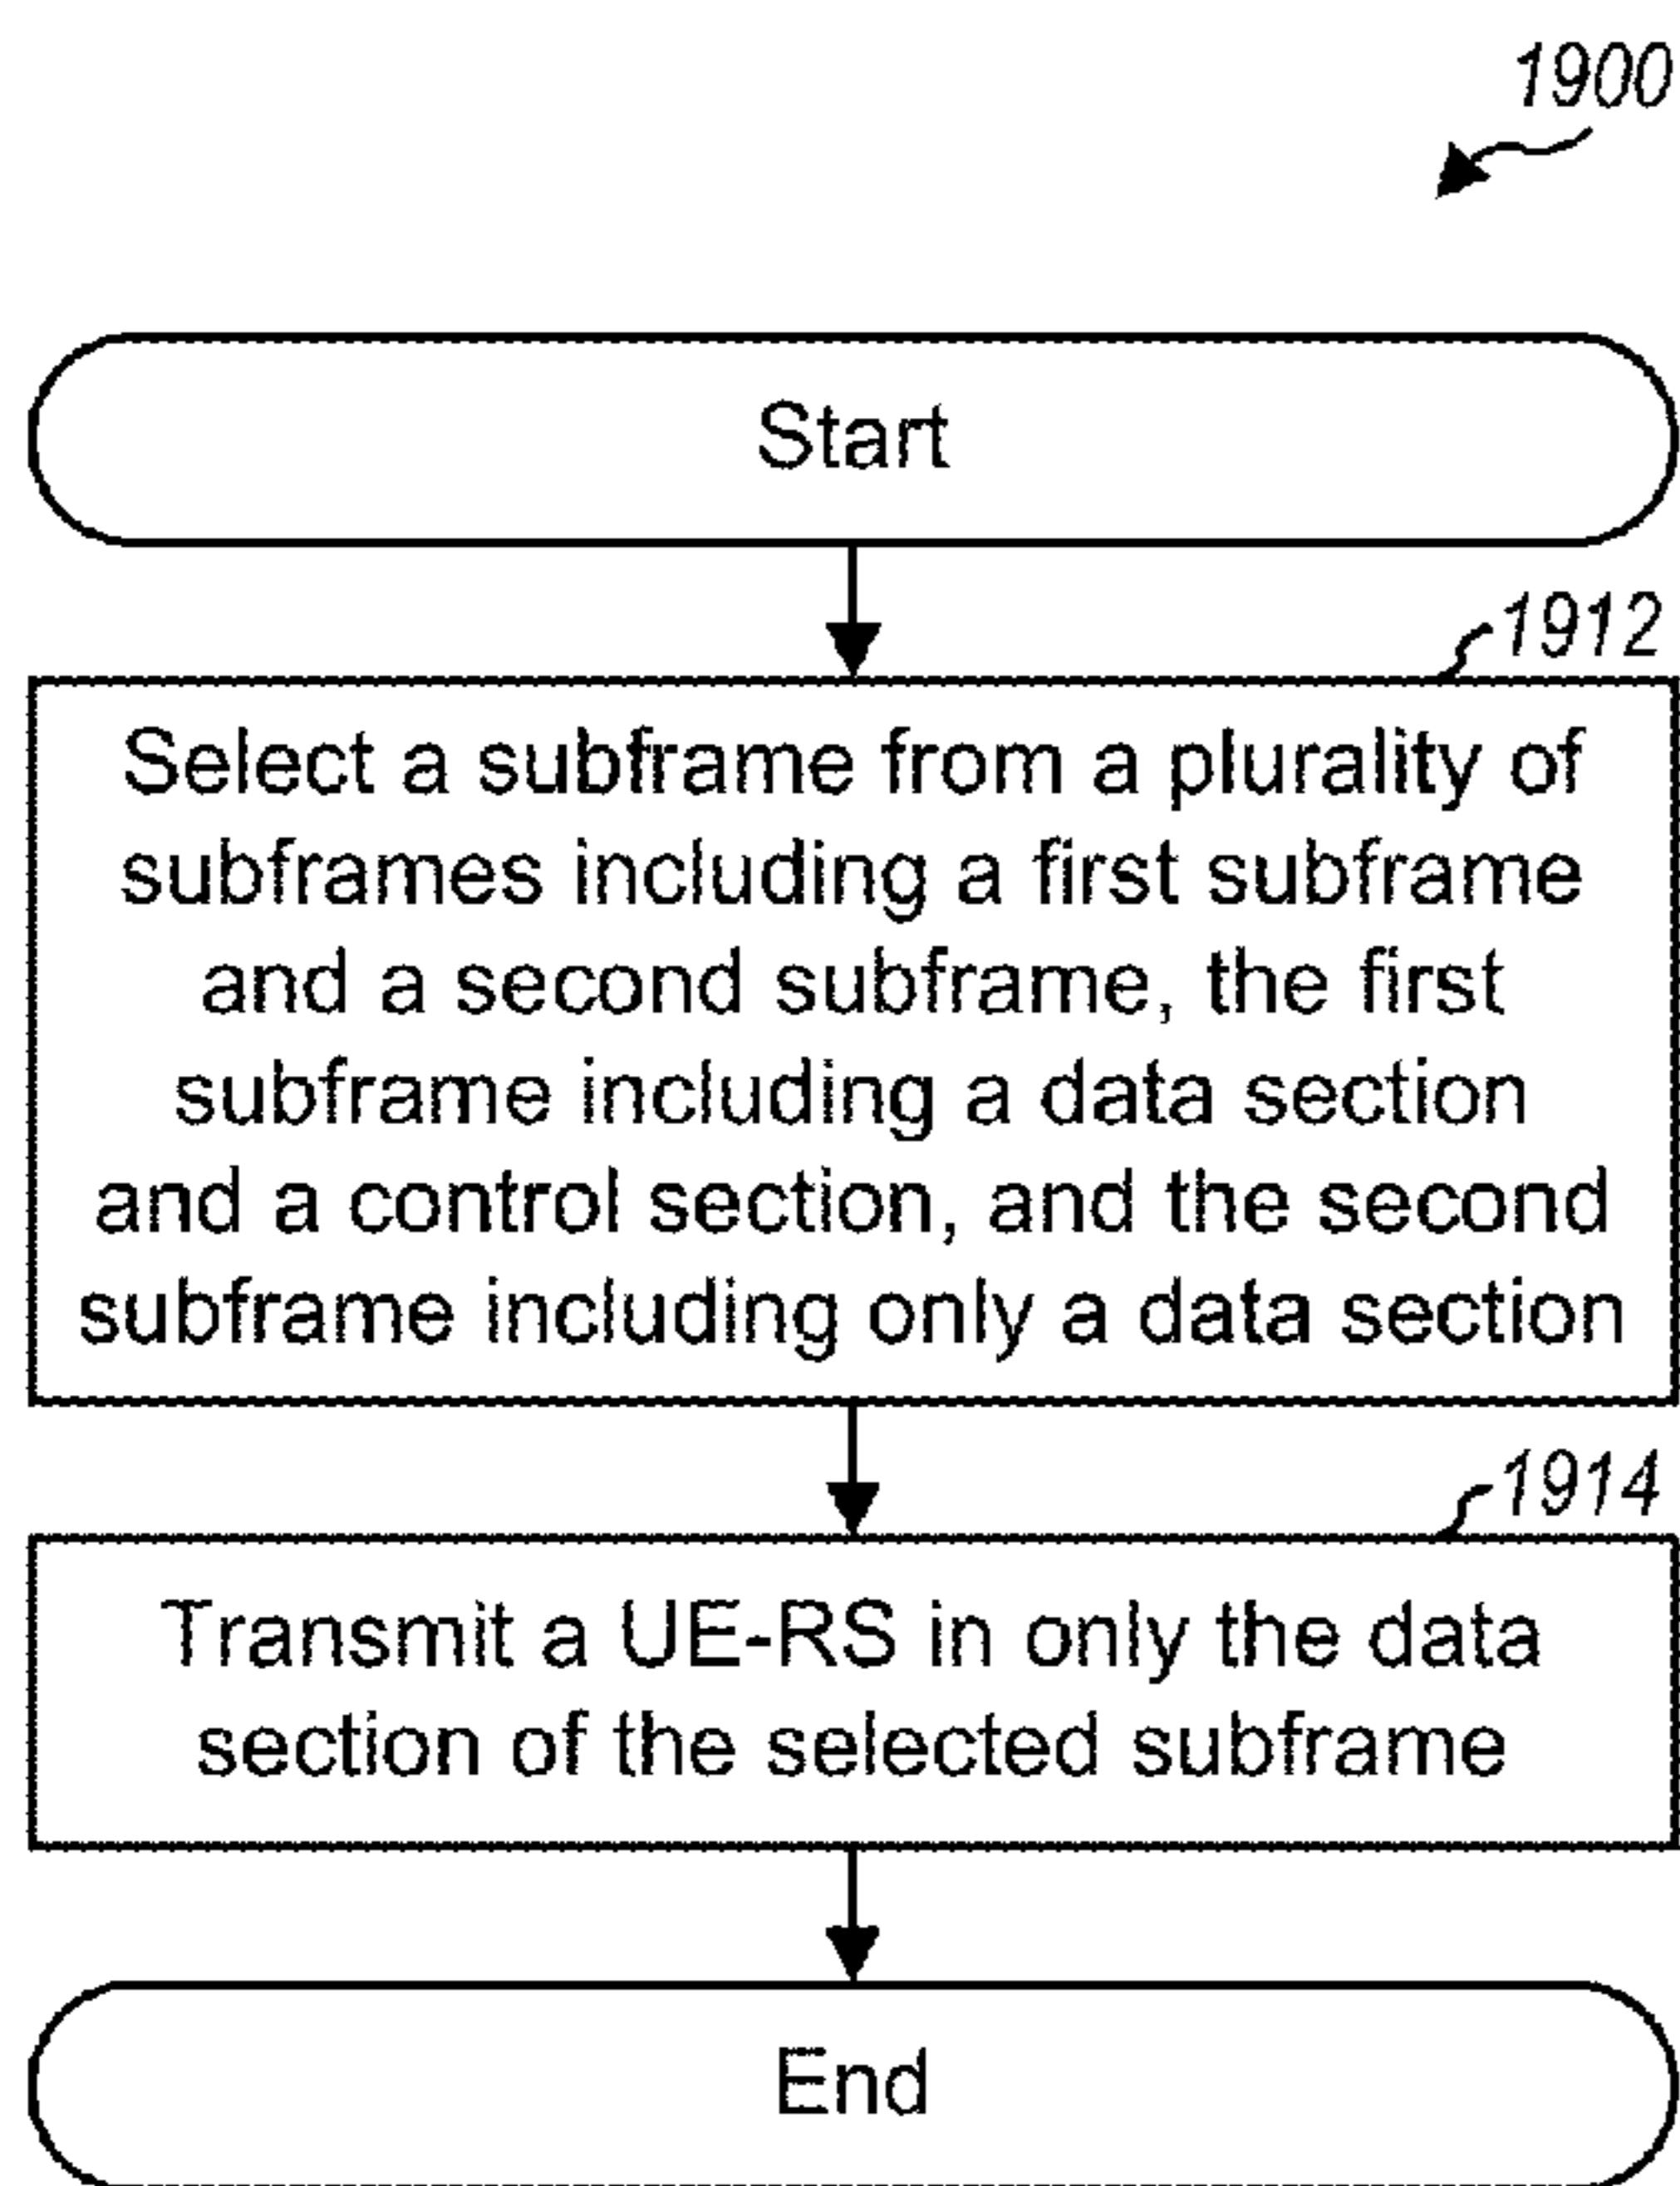 1900
Start
1912
Select a subframe from a plurality of
subframes including a first subframe
and a second subframe, the first
subframe including a data section
and a control section, and the second
subframe including only a data section
1914
Transmit a UE-RS in only the data
section of the selected subframe
End